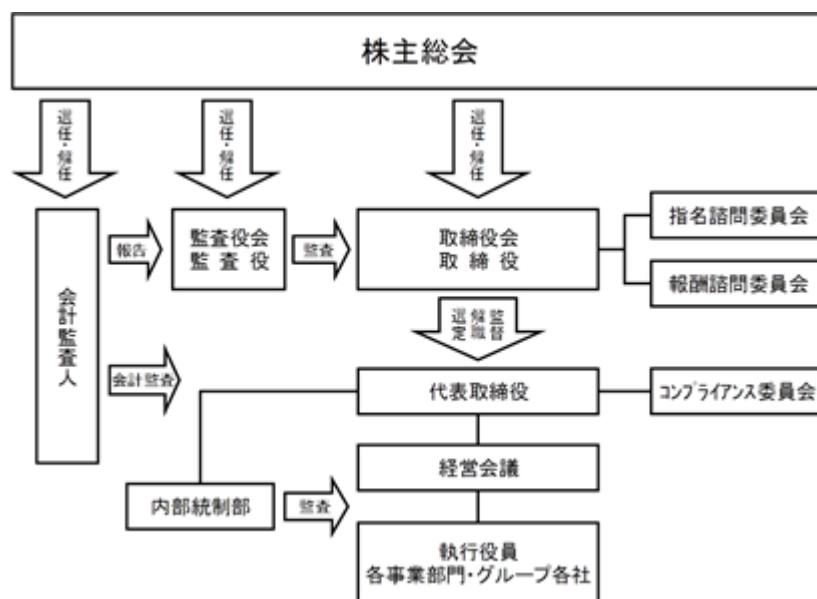 株主総会
選任・解任
選任・解任
選任・解任
会計監査人
報告
監査役会
監査役
監査
取締役会
取締役
指名諮問委員会
報酬諮問委員会
選定
解職
監督
会計監査
代表取締役
コンプライアンス委員会
経営会議
内部統制部
監査
執行役員
各事業部門・グループ各社